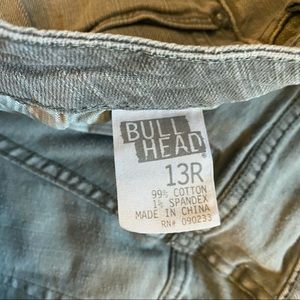 BULL
HEAD
13R
99% COTTON
1% SPANDEX
MADE IN CHINA
RN# 090233